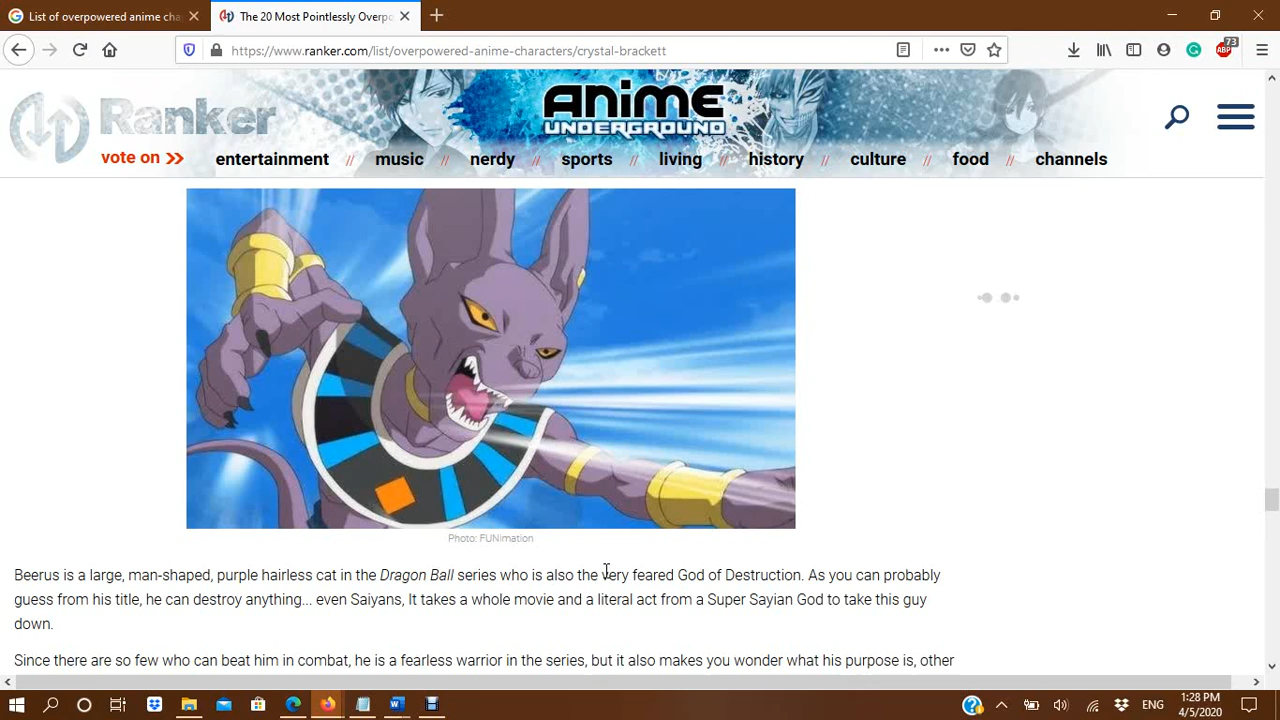 List of overpowered anime cha
The 20 Most Pointlessly Overpo
https://www.ranker.com/list/overpowered-anime-characters/crystal-brackett
73
ABP
Ranker
ANIME
UNDERGROUND
vote on >>
entertainment // music // nerdy // sports // living // history // culture // food // channels
Photo: FUNimation
Beerus is a large, man-shaped, purple hairless cat in the Dragon Ball series who is also the very feared God of Destruction. As you can probably
guess from his title, he can destroy anything... even Saiyans, It takes a whole movie and a literal act from a Super Sayian God to take this guy
down.
Since there are so few who can beat him in combat, he is a fearless warrior in the series, but it also makes you wonder what his purpose is, other
ENG
1:28 PM
4/5/2020